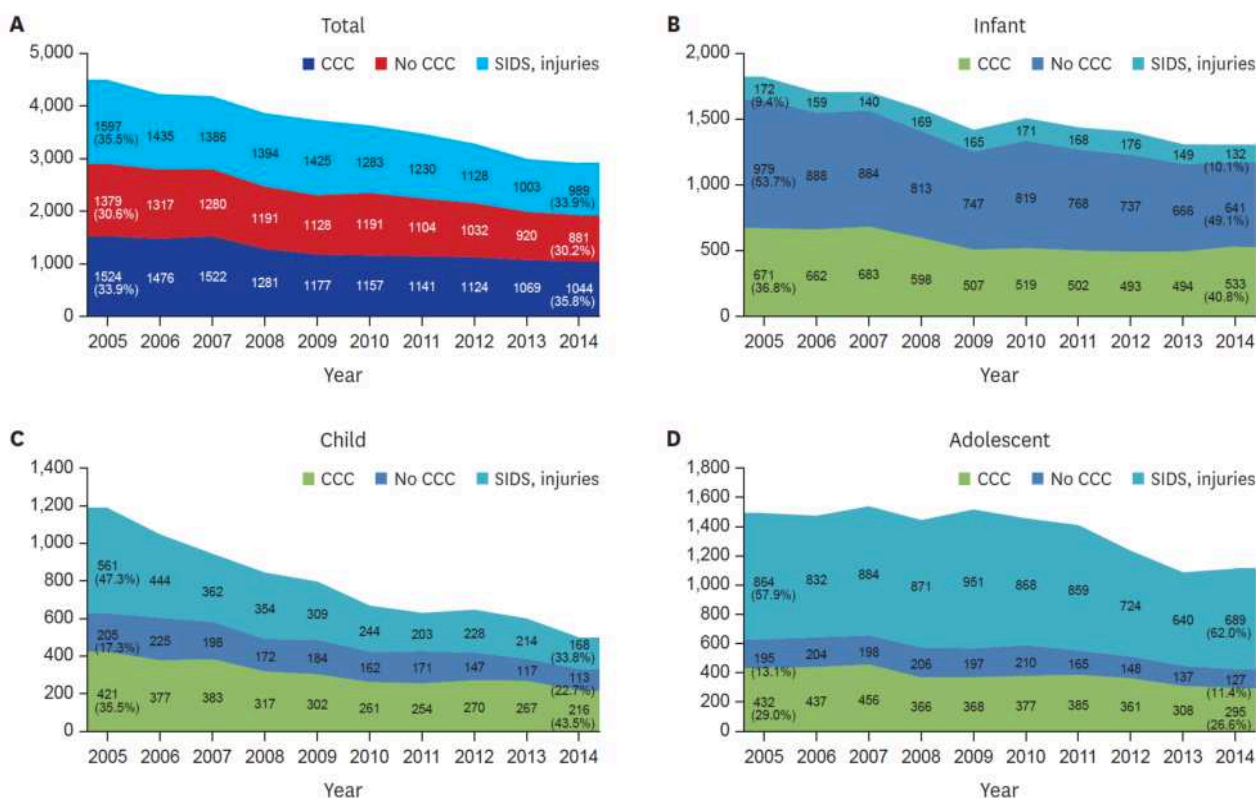 A Total
CCC No CCC SIDS, injuries
5,000
4,000
3,000
2,000
1,000
0
1597 1435 1386 1394 1425 1283 1230 1128 1003 989
(35.5%) (33.9%)
1379 1317 1280 1191 1128 1191 1104 1032 920 881
(30.6%) (30.2%)
1524 1476 1522 1281 1177 1157 1141 1124 1069 1044
(33.9%) (35.8%)
2005 2006 2007 2008 2009 2010 2011 2012 2013 2014
Year
B Infant
CCC No CCC SIDS, injuries
2,000
1,500
1,000
500
0
172 159 140 169 165 171 168 176 149 132
(9.4%) (10.1%)
979 888 884 813 747 819 768 737 666 641
(53.7%) (49.1%)
671 662 683 598 507 519 502 493 494 533
(36.8%) (40.8%)
2005 2006 2007 2008 2009 2010 2011 2012 2013 2014
Year
C Child
CCC No CCC SIDS, injuries
1,400
1,200
1,000
800
600
400
200
0
561 444 362 354 309 244 203 228 214 168
(47.3%) (33.8%)
205 225 198 172 184 162 171 147 117 113
(17.3%) (22.7%)
421 377 383 317 302 261 254 270 267 216
(35.5%) (43.5%)
2005 2006 2007 2008 2009 2010 2011 2012 2013 2014
Year
D Adolescent
CCC No CCC SIDS, injuries
1,800
1,600
1,400
1,200
1,000
800
600
400
200
0
864 832 884 871 951 868 859 724 640 689
(57.9%) (62.0%)
195 204 198 206 197 210 165 148 137 127
(13.1%) (11.4%)
432 437 456 366 368 377 385 361 308 295
(29.0%) (26.6%)
2005 2006 2007 2008 2009 2010 2011 2012 2013 2014
Year